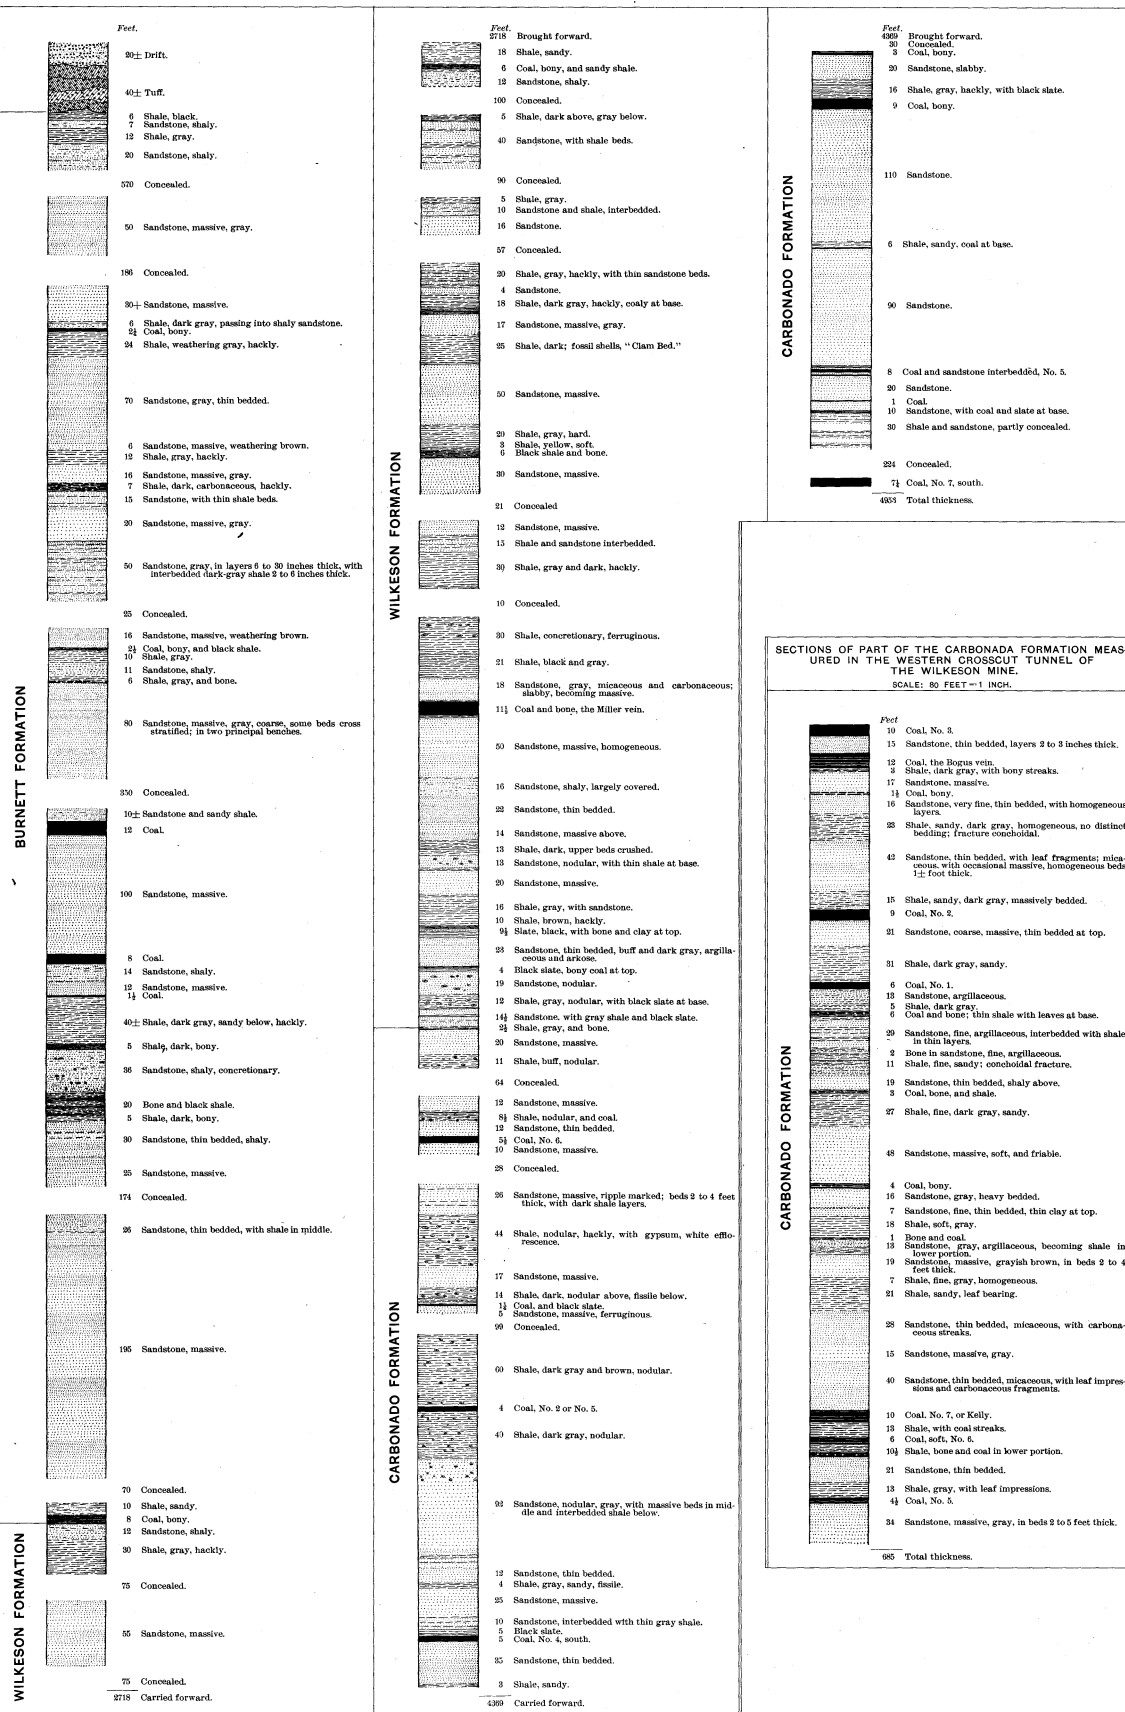 Feet.
20± Drift.
40± Tuff.
6 Shale, black.
7 Sandstone, shaly.
12 Shale, gray.
20 Sandstone, shaly.
570 Concealed.
50 Sandstone, massive, gray.
186 Concealed.
30+ Sandstone, massive.
6 Shale, dark gray, passing into shaly sandstone.
2½ Coal, bony.
24 Shale, weathering gray, hackly.
70 Sandstone, gray, thin bedded.
6 Sandstone, massive, weathering brown.
12 Shale, gray, hackly.
16 Sandstone, massive, gray.
7 Shale, dark, carbonaceous, hackly.
15 Sandstone, with thin shale beds.
20 Sandstone, massive, gray.
50 Sandstone, gray, in layers 6 to 30 inches thick, with
interbedded dark-gray shale 2 to 6 inches thick.
25 Concealed.
16 Sandstone, massive, weathering brown.
2½ Coal, bony, and black shale.
10 Shale, gray.
11 Sandstone, shaly.
6 Shale, gray, and bone.
80 Sandstone, massive, gray, coarse, some beds cross
stratified; in two principal benches.
350 Concealed.
10± Sandstone and sandy shale.
12 Coal.
100 Sandstone, massive.
8 Coal.
14 Sandstone, shaly.
12 Sandstone, massive.
1½ Coal.
40± Shale, dark gray, sandy below, hackly.
5 Shale, dark, bony.
36 Sandstone, shaly, concretionary.
20 Bone and black shale.
5 Shale, dark, bony.
30 Sandstone, thin bedded, shaly.
25 Sandstone, massive.
174 Concealed.
26 Sandstone, thin bedded, with shale in middle.
195 Sandstone, massive.
70 Concealed.
10 Shale, sandy.
8 Coal, bony.
12 Sandstone, shaly.
30 Shale, gray, hackly.
75 Concealed.
55 Sandstone, massive.
75 Concealed.
2718 Carried forward.
BURNETT FORMATION
WILKESON FORMATION
Feet.
2718 Brought forward.
18 Shale, sandy.
6 Coal, bony, and sandy shale.
12 Sandstone, shaly.
100 Concealed.
5 Shale, dark above, gray below.
40 Sandstone, with shale beds.
90 Concealed.
5 Shale, gray.
10 Sandstone and shale, interbedded.
16 Sandstone.
57 Concealed.
20 Shale, gray, hackly, with thin sandstone beds.
4 Sandstone.
18 Shale, dark gray, hackly, coaly at base.
17 Sandstone, massive, gray.
25 Shale, dark; fossil shells, "Clam Bed."
50 Sandstone, massive.
20 Shale, gray, hard.
3 Shale, yellow, soft.
6 Black shale and bone.
30 Sandstone, massive.
21 Concealed
12 Sandstone, massive.
15 Shale and sandstone interbedded.
30 Shale, gray and dark, hackly.
10 Concealed.
30 Shale, concretionary, ferruginous.
21 Shale, black and gray.
18 Sandstone, gray, micaceous and carbonaceous;
slabby, becoming massive.
11½ Coal and bone, the Miller vein.
50 Sandstone, massive, homogeneous.
16 Sandstone, shaly, largely covered.
22 Sandstone, thin bedded.
14 Sandstone, massive above.
13 Shale, dark, upper beds crushed.
13 Sandstone, nodular, with thin shale at base.
20 Sandstone, massive.
16 Shale, gray, with sandstone.
10 Shale, brown, hackly.
9½ Slate, black, with bone and clay at top.
23 Sandstone, thin bedded, buff and dark gray, argilla-
ceous and arkose.
4 Black slate, bony coal at top.
19 Sandstone, nodular.
12 Shale, gray, nodular, with black slate at base.
14½ Sandstone. with gray shale and black slate.
2½ Shale, gray, and bone.
20 Sandstone, massive.
11 Shale, buff, nodular.
64 Concealed.
12 Sandstone, massive.
8½ Shale, nodular, and coal.
12 Sandstone, thin bedded.
5½ Coal, No. 6.
10 Sandstone, massive.
28 Concealed.
26 Sandstone, massive, ripple marked; beds 2 to 4 feet
thick, with dark shale layers.
44 Shale, nodular, hackly, with gypsum, white efflo-
rescence.
17 Sandstone, massive.
14 Shale, dark, nodular above, fissile below.
1½ Coal, and black slate.
5 Sandstone, massive, ferruginous.
99 Concealed.
60 Shale, dark gray and brown, nodular.
4 Coal, No. 2 or No. 5.
40 Shale, dark gray, nodular.
92 Sandstone, nodular, gray, with massive beds in mid-
dle and interbedded shale below.
12 Sandstone, thin bedded.
4 Shale, gray, sandy, fissile.
25 Sandstone, massive.
10 Sandstone, interbedded with thin gray shale.
5 Black slate.
5 Coal, No. 4, south.
35 Sandstone, thin bedded.
3 Shale, sandy.
4369 Carried forward.
WILKESON FORMATION
CARBONADO FORMATION
Feet.
4369 Brought forward.
30 Concealed.
3 Coal, bony.
20 Sandstone, slabby.
16 Shale, gray, hackly, with black slate.
9 Coal, bony.
110 Sandstone.
6 Shale, sandy, coal at base.
90 Sandstone.
8 Coal and sandstone interbedded, No. 5.
20 Sandstone.
1 Coal.
10 Sandstone, with coal and slate at base.
30 Shale and sandstone, partly concealed.
224 Concealed.
7½ Coal, No. 7, south.
4953 Total thickness.
CARBONADO FORMATION
SECTIONS OF PART OF THE CARBONADA FORMATION MEAS-
URED IN THE WESTERN CROSSCUT TUNNEL OF
THE WILKESON MINE.
SCALE: 80 FEET = 1 INCH.
Feet
10 Coal, No. 3.
15 Sandstone, thin bedded, layers 2 to 3 inches thick.
12 Coal, the Bogus vein.
3 Shale, dark gray, with bony streaks.
17 Sandstone, massive.
1½ Coal, bony.
16 Sandstone, very fine, thin bedded, with homogeneous
layers.
23 Shale, sandy, dark gray, homogeneous, no distinct
bedding; fracture conchoidal.
42 Sandstone, thin bedded, with leaf fragments; mica-
ceous, with occasional massive, homogeneous beds
1± foot thick.
15 Shale, sandy, dark gray, massively bedded.
9 Coal, No. 2.
21 Sandstone, coarse, massive, thin bedded at top.
31 Shale, dark gray, sandy.
6 Coal, No. 1.
13 Sandstone, argillaceous.
5 Shale, dark gray.
6 Coal and bone; thin shale with leaves at base.
29 Sandstone, fine, argillaceous, interbedded with shale
in thin layers.
2 Bone in sandstone, fine, argillaceous.
11 Shale, fine, sandy; conchoidal fracture.
19 Sandstone, thin bedded, shaly above.
3 Coal, bone, and shale.
27 Shale, fine, dark gray, sandy.
48 Sandstone, massive, soft, and friable.
4 Coal, bony.
16 Sandstone, gray, heavy bedded.
7 Sandstone, fine, thin bedded, thin clay at top.
18 Shale, soft, gray.
1 Bone and coal.
13 Sandstone, gray, argillaceous, becoming shale in
lower portion.
19 Sandstone, massive, grayish brown, in beds 2 to 4
feet thick.
7 Shale, fine, gray, homogeneous.
21 Shale, sandy, leaf bearing.
28 Sandstone, thin bedded, micaceous, with carbona-
ceous streaks.
15 Sandstone, massive, gray.
40 Sandstone, thin bedded, micaceous, with leaf impres-
sions and carbonaceous fragments.
10 Coal, No. 7, or Kelly.
13 Shale, with coal streaks.
6 Coal, soft, No. 6.
10½ Shale, bone and coal in lower portion.
21 Sandstone, thin bedded.
13 Shale, gray, with leaf impressions.
4½ Coal, No. 5.
34 Sandstone, massive, gray, in beds 2 to 5 feet thick.
685 Total thickness.
CARBONADO FORMATION